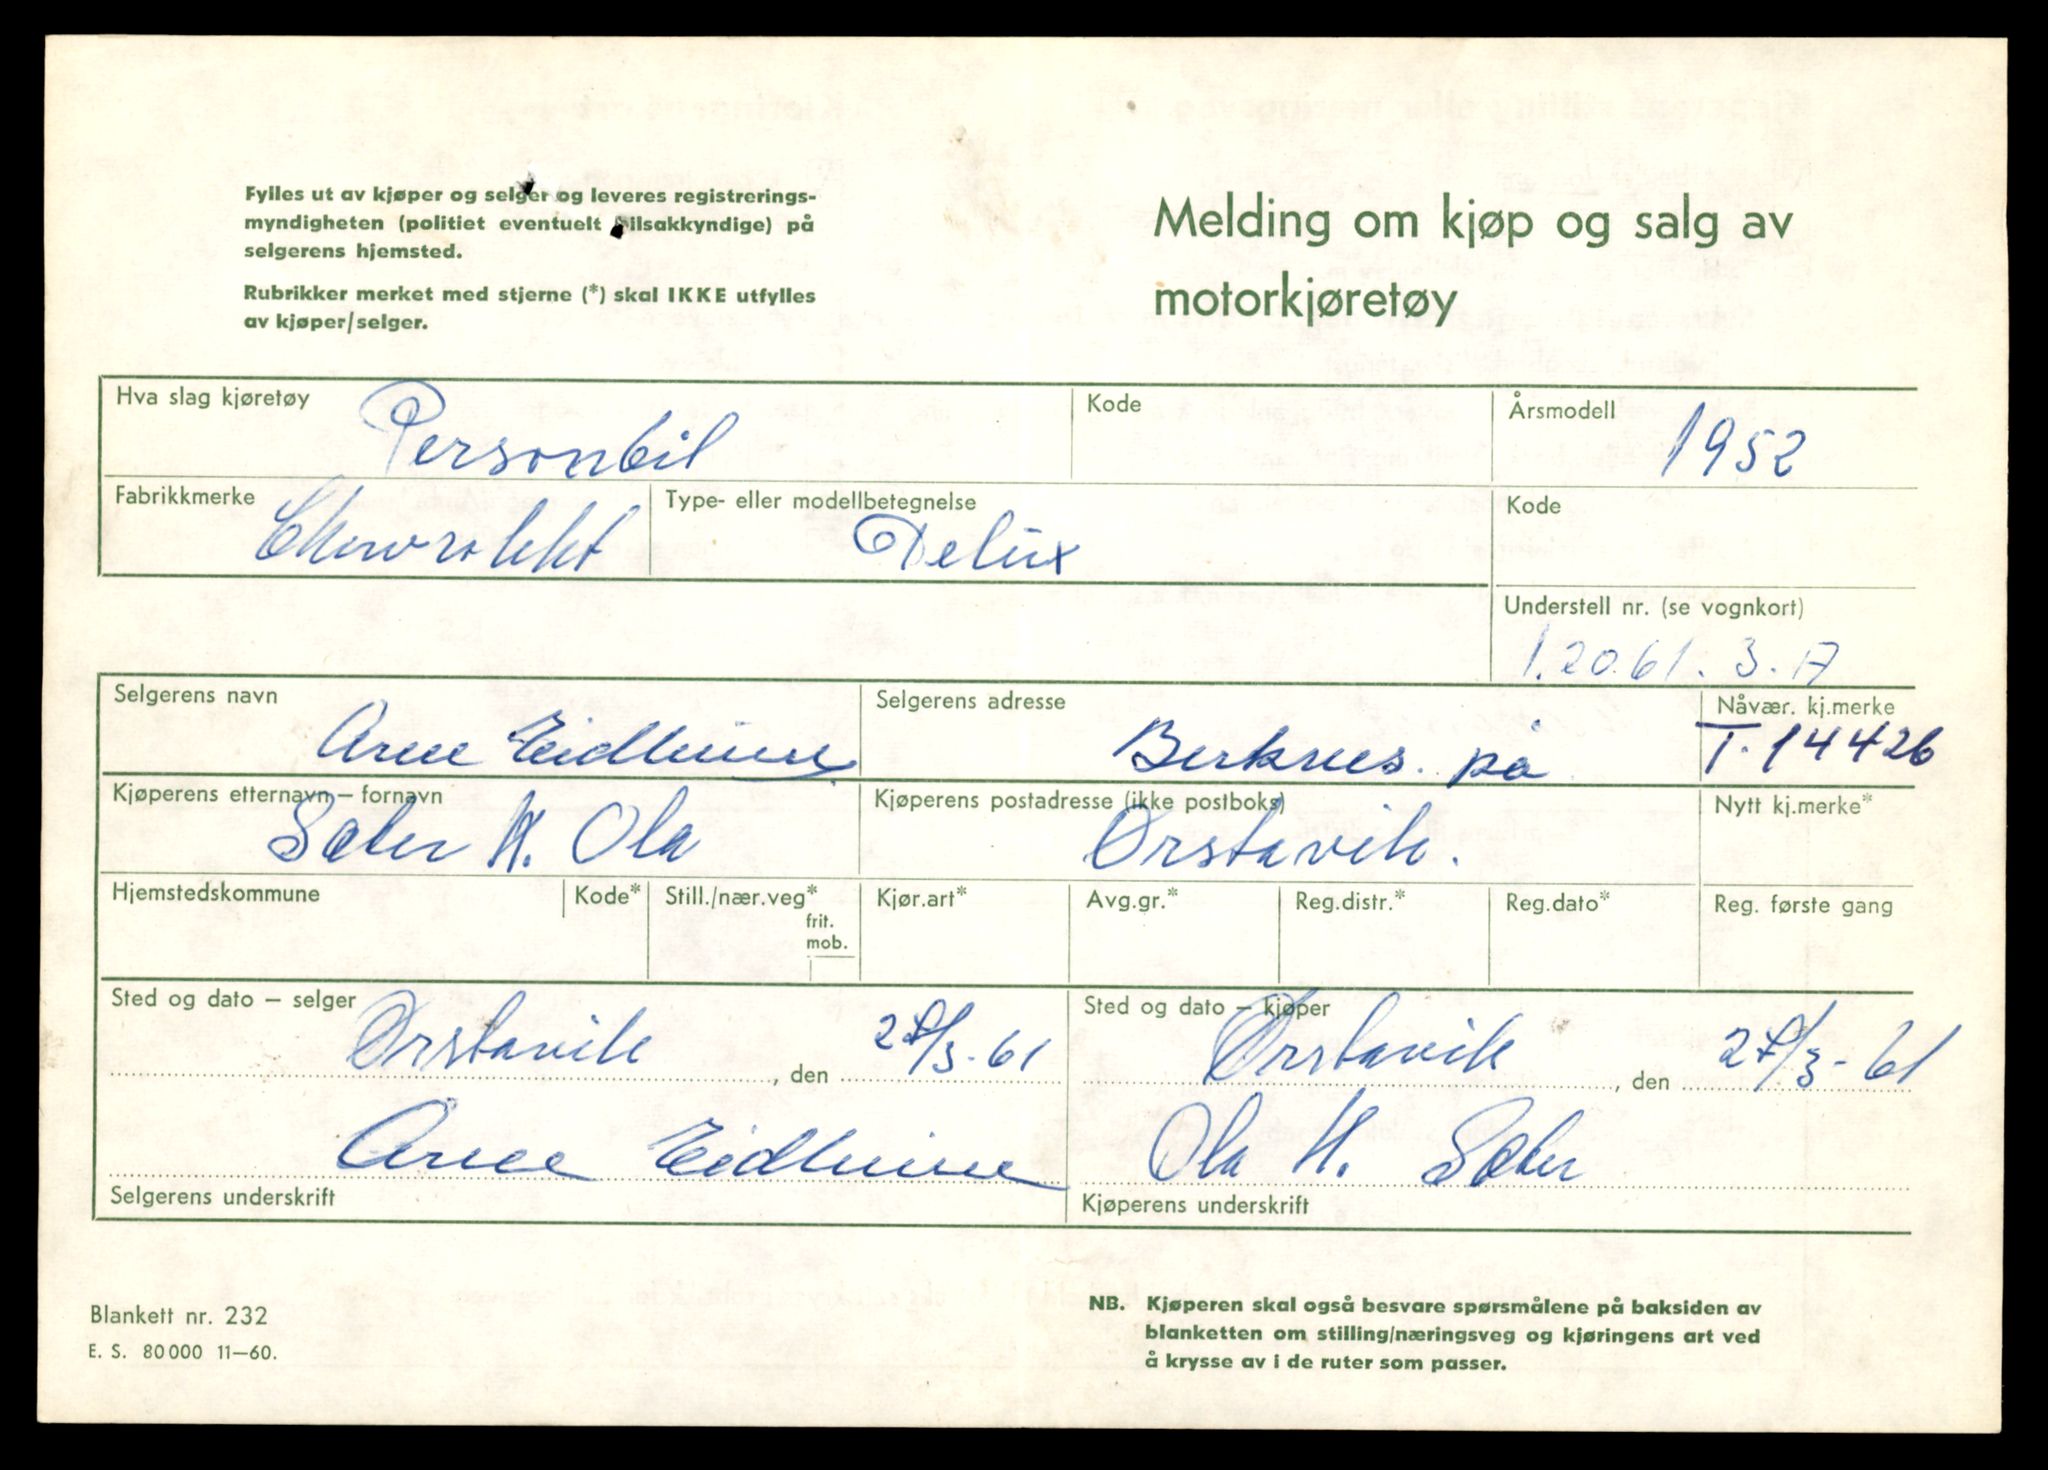 Fylles ut av kjøper og selger og leveres registrerings-
myndigheten (politiet eventuelt bilsakkyndige) på
selgerens hjemsted.
Rubrikker merket med stjerne (*) skal IKKE utfylles
av kjøper/selger.
Melding om kjøp og salg av
motorkjøretøy
Hva slag kjøretøy Personbil
Kode
Årsmodell 1952
Fabrikkmerke Chevrolet
Type- eller modellbetegnelse Delux
Kode
Understell nr. (se vognkort)
1.20.61.3.A
Selgerens navn Arne
Selgerens adresse Berknes på
Nåvær. kj.merke T.14426
Kjøperens etternavn – fornavn Sæter H. Ola
Kjøperens postadresse (ikke postboks) Ørstavik.
Nytt kj.merke*
Hjemstedskommune
Kode*
Still./nær.veg*
frit.
mob.
Kjør.art*
Avg.gr.*
Reg.distr.*
Reg.dato*
Reg. første gang
Sted og dato – selger
Ørstavik, den 27/3-61
Arne
Selgerens underskrift
Sted og dato – kjøper
Ørstavik, den 27/3-61
Ola H. Sæter
Kjøperens underskrift
Blankett nr. 232
E. S. 80000 11–60.
NB. Kjøperen skal også besvare spørsmålene på baksiden av
blanketten om stilling/næringsveg og kjøringens art ved
å krysse av i de ruter som passer.